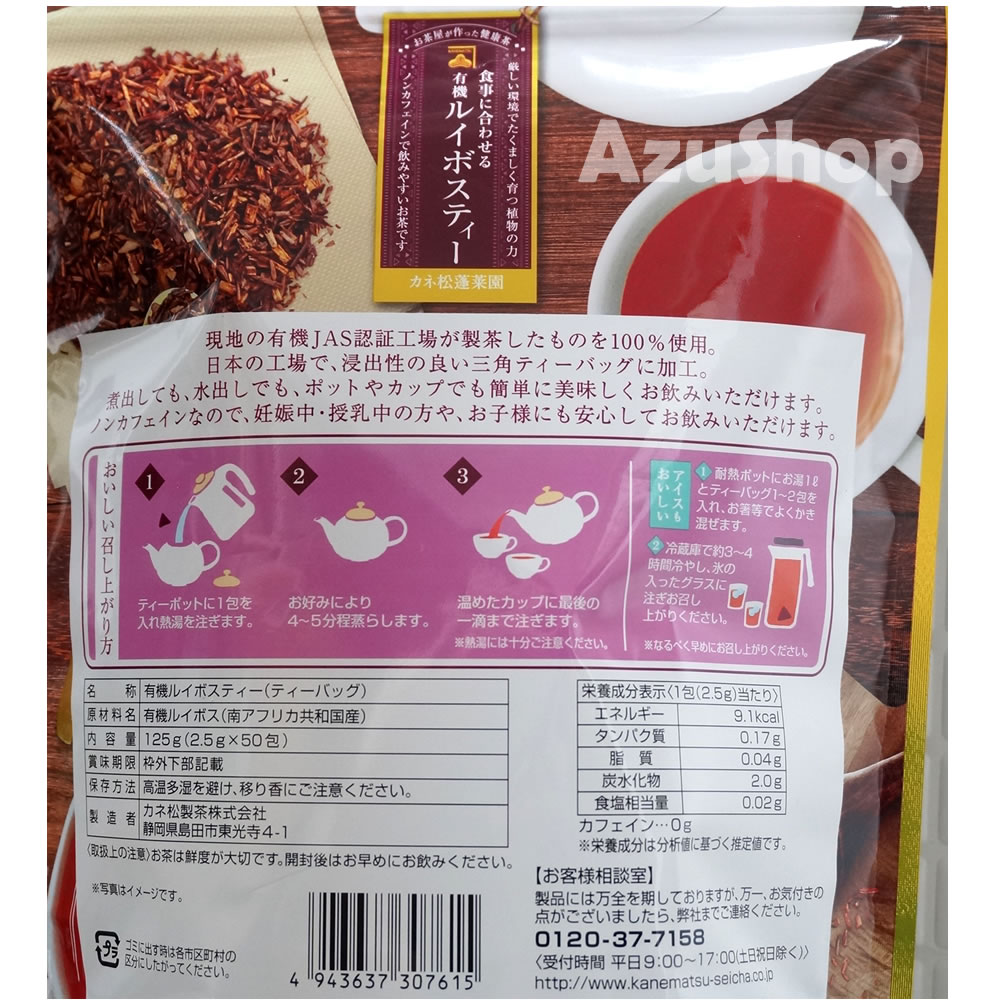 お茶屋が作った健康茶
厳しい環境でたくましく育つ植物の力
食事に合わせる
有機ルイボスティー
ノンカフェインで飲みやすいお茶です。
カネ松蓬菜園
AzuShop
現地の有機JAS認証工場が製茶したものを100%使用。
日本の工場で、浸出性の良い三角ティーバッグに加工。
煮出しても、水出しでも、ポットやカップでも簡単に美味しくお飲みいただけます。
ノンカフェインなので、妊娠中・授乳中の方や、お子様にも安心してお飲みいただけます。
おいしい召し上がり方
1
ティーポットに1包を
入れ熱湯を注ぎます。
2
お好みにより
4~5分程蒸らします。
3
温めたカップに最後の
一滴まで注ぎます。
※熱湯には十分ご注意ください。
アイスも
おいしい
1 耐熱ポットにお湯1ℓ
とティーバッグ1~2包を
入れ、お箸等でよくかき
混ぜます。
2 冷蔵庫で約3~4
時間冷やし、氷の
入ったグラスに
注ぎお召し
上がりください。
※なるべく早めにお召し上がりください。
名称 有機ルイボスティー(ティーバッグ)
原材料名 有機ルイボス(南アフリカ共和国産)
内容量 125g(2.5g×50包)
賞味期限 枠外下部記載
保存方法 高温多湿を避け、移り香にご注意ください。
製造者 カネ松製茶株式会社
静岡県島田市東光寺4-1
〈取扱上の注意〉お茶は鮮度が大切です。開封後はお早めにお飲みください。
※写真はイメージです。
栄養成分表示〈1包(2.5g)当たり〉
エネルギー 9.1kcal
タンパク質 0.17g
脂質 0.04g
炭水化物 2.0g
食塩相当量 0.02g
カフェイン…0g
※栄養成分は分析値に基づく推定値です。
【お客様相談室】
製品には万全を期しておりますが、万一、お気付きの
点がございましたら、弊社までご連絡ください。
0120-37-7158
〈受付時間 平日9:00~17:00(土日祝日除く)〉
http://www.kanematsu-seicha.co.jp
プラ
ゴミに出す時は各市区町村の
区分にしたがってください。
4 943637 307615